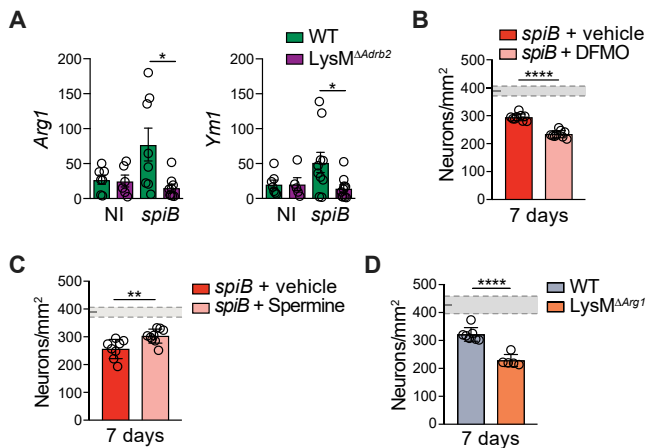 A
WT
LysMΔAdrb2
Arg1
200
150
100
50
0
*
NI
spiB
Ym1
200
150
100
50
0
*
NI
spiB
B
spiB + vehicle
spiB + DFMO
Neurons/mm²
500
400
300
200
100
0
****
7 days
C
spiB + vehicle
spiB + Spermine
Neurons/mm²
500
400
300
200
100
0
**
7 days
D
WT
LysMΔArg1
Neurons/mm²
500
400
300
200
100
0
****
7 days